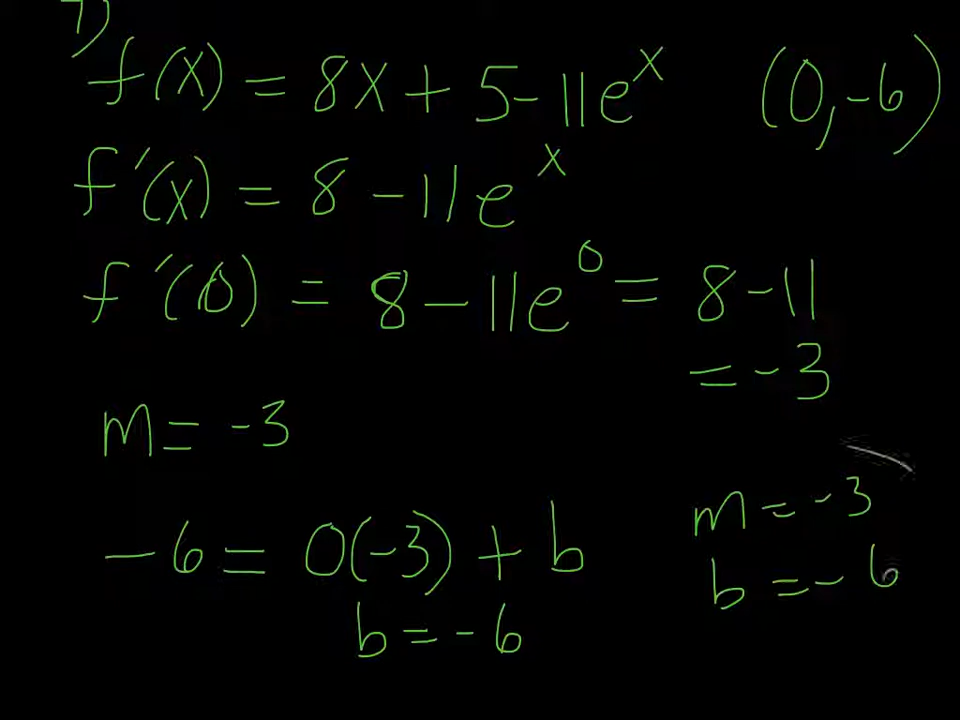 7)
f(x) = 8x + 5 - 11e^x (0, -6)
f'(x) = 8 - 11e^x
f'(0) = 8 - 11e^0 = 8 - 11
= -3
m = -3
-6 = 0(-3) + b
b = -6
m = -3
b = -6